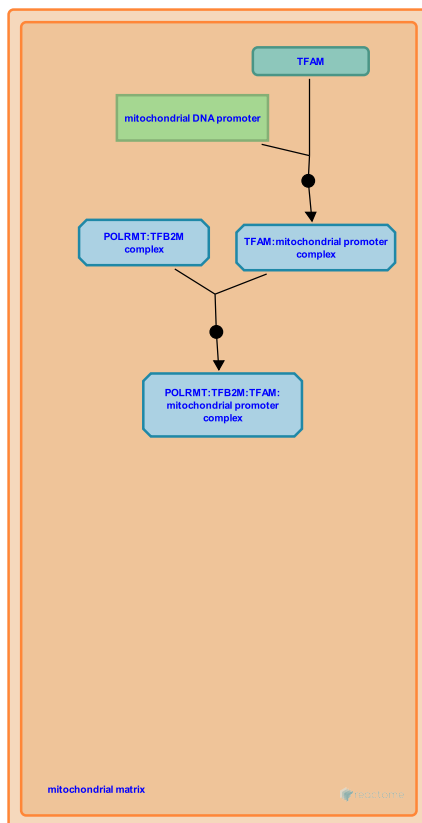 TFAM
mitochondrial DNA promoter
POLRMT:TFB2M
complex
TFAM:mitochondrial promoter
complex
POLRMT:TFB2M:TFAM:
mitochondrial promoter
complex
mitochondrial matrix
reactome